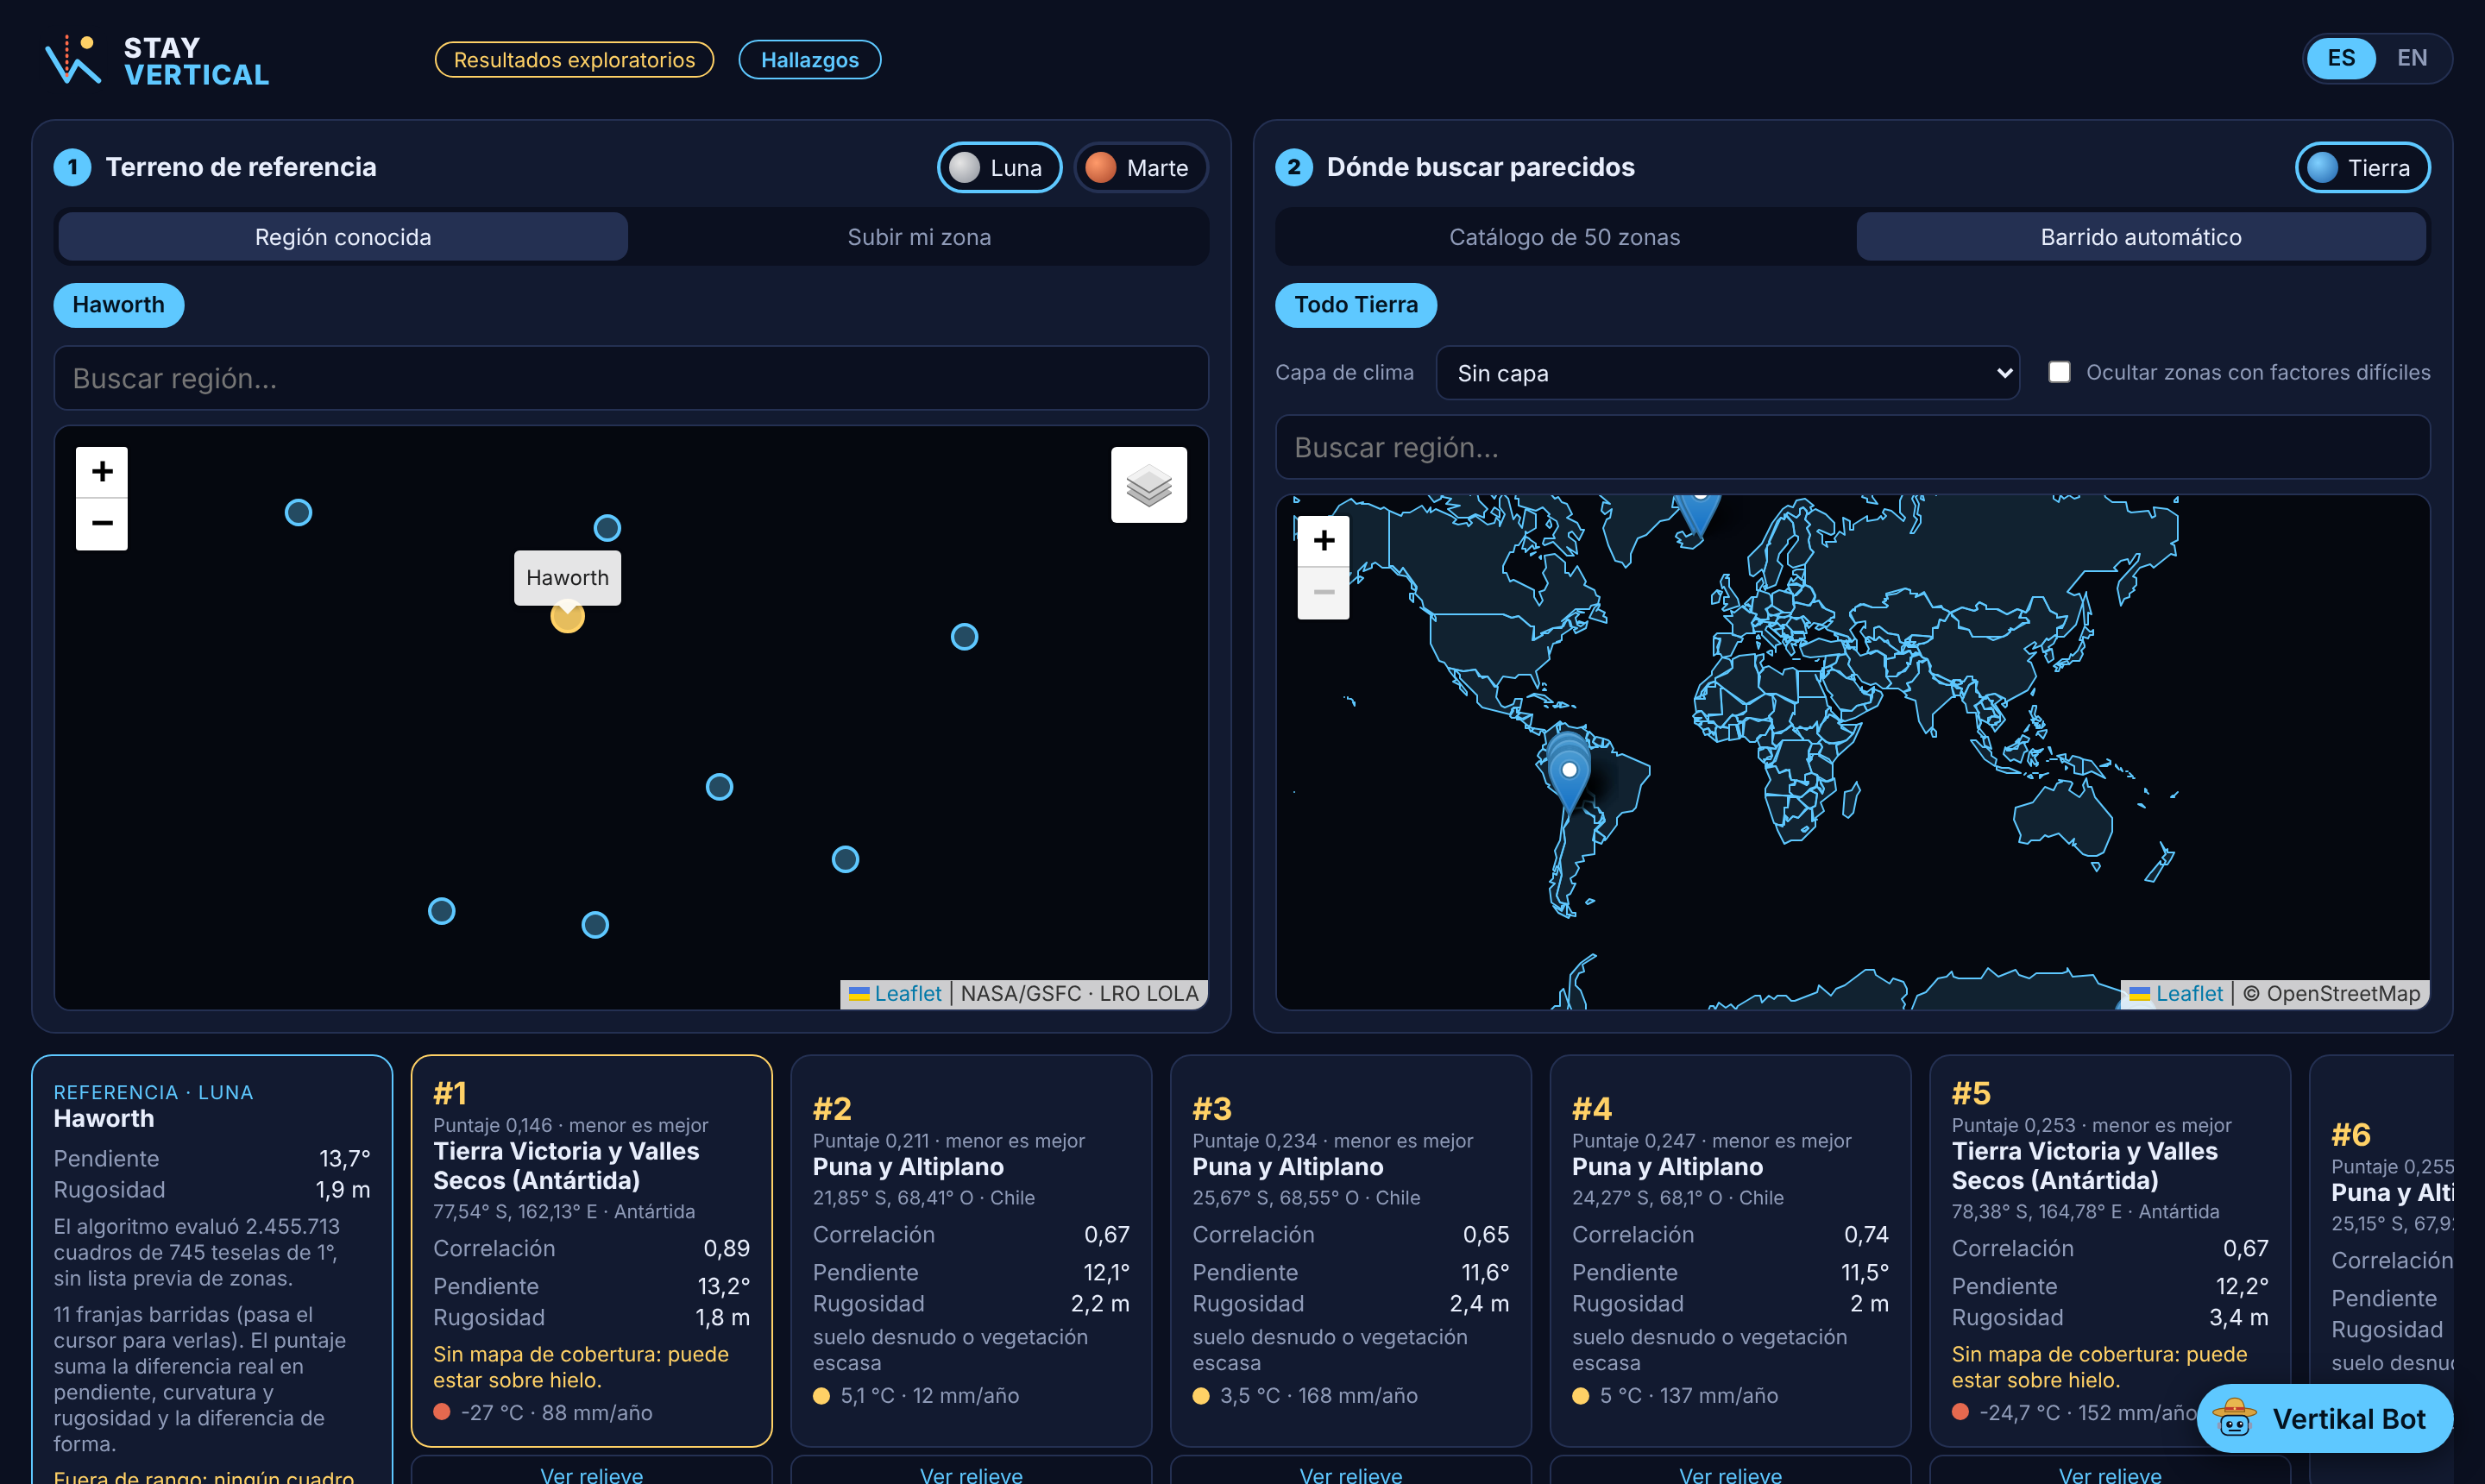 STAY
VERTICAL
Resultados exploratorios
Hallazgos
ES
EN
1
Terreno de referencia
Luna
Marte
Región conocida
Subir mi zona
Haworth
Buscar región...
+
−
Haworth
Leaflet | NASA/GSFC · LRO LOLA
2
Dónde buscar parecidos
Tierra
Catálogo de 50 zonas
Barrido automático
Todo Tierra
Capa de clima
Sin capa
Ocultar zonas con factores difíciles
Buscar región...
+
−
Leaflet | © OpenStreetMap
REFERENCIA · LUNA
Haworth
Pendiente 13,7°
Rugosidad 1,9 m
El algoritmo evaluó 2.455.713
cuadros de 745 teselas de 1°,
sin lista previa de zonas.
11 franjas barridas (pasa el
cursor para verlas). El puntaje
suma la diferencia real en
pendiente, curvatura y
rugosidad y la diferencia de
forma.
Fuera de rango: ningún cuadro
#1
Puntaje 0,146 · menor es mejor
Tierra Victoria y Valles
Secos (Antártida)
77,54° S, 162,13° E · Antártida
Correlación 0,89
Pendiente 13,2°
Rugosidad 1,8 m
Sin mapa de cobertura: puede
estar sobre hielo.
-27 °C · 88 mm/año
Ver relieve
#2
Puntaje 0,211 · menor es mejor
Puna y Altiplano
21,85° S, 68,41° O · Chile
Correlación 0,67
Pendiente 12,1°
Rugosidad 2,2 m
suelo desnudo o vegetación
escasa
5,1 °C · 12 mm/año
Ver relieve
#3
Puntaje 0,234 · menor es mejor
Puna y Altiplano
25,67° S, 68,55° O · Chile
Correlación 0,65
Pendiente 11,6°
Rugosidad 2,4 m
suelo desnudo o vegetación
escasa
3,5 °C · 168 mm/año
Ver relieve
#4
Puntaje 0,247 · menor es mejor
Puna y Altiplano
24,27° S, 68,1° O · Chile
Correlación 0,74
Pendiente 11,5°
Rugosidad 2 m
suelo desnudo o vegetación
escasa
5 °C · 137 mm/año
Ver relieve
#5
Puntaje 0,253 · menor es mejor
Tierra Victoria y Valles
Secos (Antártida)
78,38° S, 164,78° E · Antártida
Correlación 0,67
Pendiente 12,2°
Rugosidad 3,4 m
Sin mapa de cobertura: puede
estar sobre hielo.
-24,7 °C · 152 mm/año
Ver relieve
#6
Puntaje 0,255
Puna y Alti
25,15° S, 67,9
Correlación
Pendiente
Rugosidad
suelo desnu
Vertikal Bot